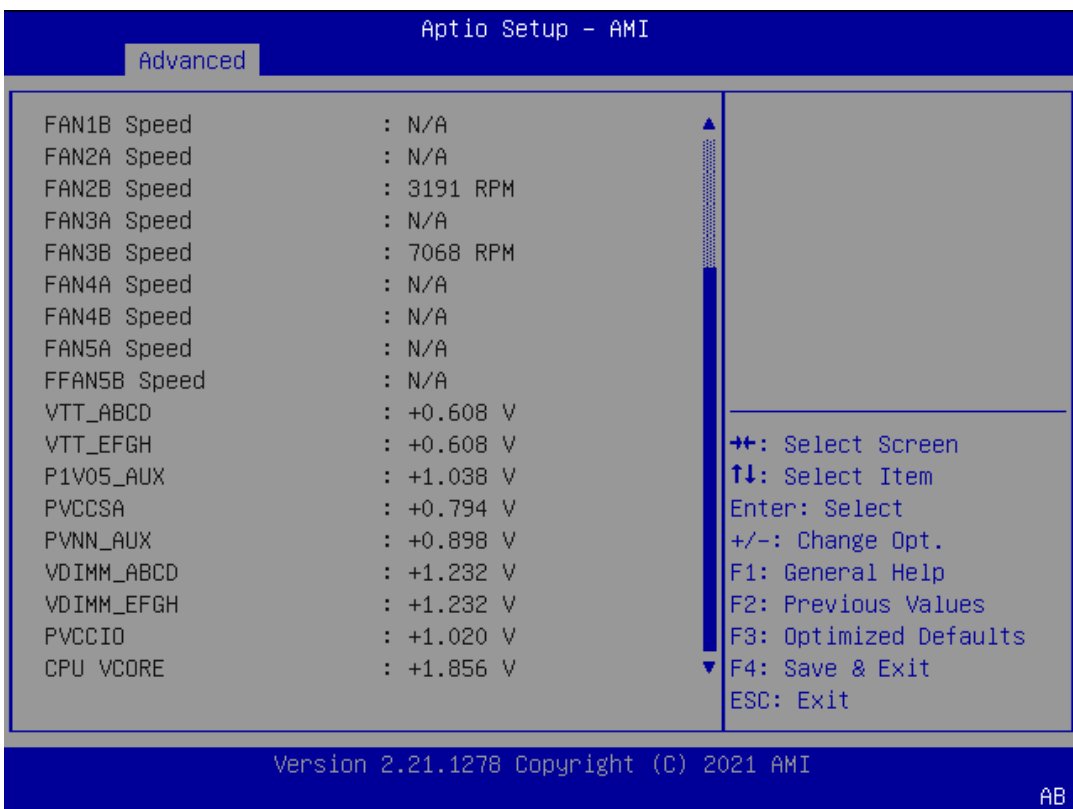 Aptio Setup – AMI
Advanced
FAN1B Speed : N/A
FAN2A Speed : N/A
FAN2B Speed : 3191 RPM
FAN3A Speed : N/A
FAN3B Speed : 7068 RPM
FAN4A Speed : N/A
FAN4B Speed : N/A
FAN5A Speed : N/A
FFAN5B Speed : N/A
VTT_ABCD : +0.608 V
VTT_EFGH : +0.608 V
P1V05_AUX : +1.038 V
PVCCSA : +0.794 V
PVNN_AUX : +0.898 V
VDIMM_ABCD : +1.232 V
VDIMM_EFGH : +1.232 V
PVCCIO : +1.020 V
CPU VCORE : +1.856 V
→←: Select Screen
↑↓: Select Item
Enter: Select
+/-: Change Opt.
F1: General Help
F2: Previous Values
F3: Optimized Defaults
F4: Save & Exit
ESC: Exit
Version 2.21.1278 Copyright (C) 2021 AMI
AB